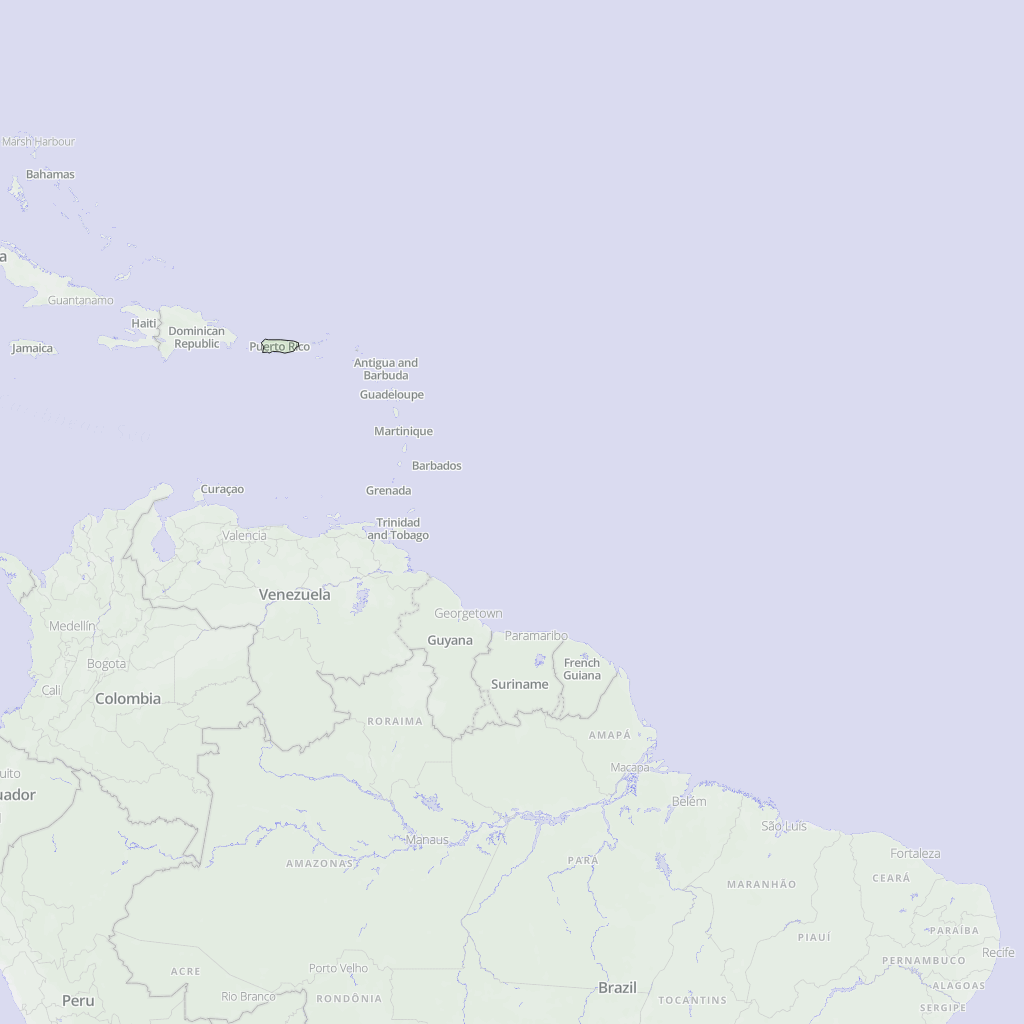 Marsh Harbour
Bahamas
a
Guantanamo
Haiti
Dominican
Republic
Jamaica
Puerto Rico
Antigua and
Barbuda
Guadeloupe
Martinique
Barbados
Grenada
Curaçao
Trinidad
and Tobago
Valencia
Venezuela
Georgetown
Medellín
Guyana
Paramaribo
Bogota
French
Guiana
Cali
Suriname
Colombia
RORAIMA
AMAPÁ
Macapá
uito
uador
Belém
São Luís
Manaus
Fortaleza
AMAZONAS
PARÁ
MARANHÃO
CEARÁ
PARAÍBA
PIAUÍ
Recife
PERNAMBUCO
ACRE
Porto Velho
ALAGOAS
Rio Branco
RONDÔNIA
Peru
Brazil
TOCANTINS
SERGIPE